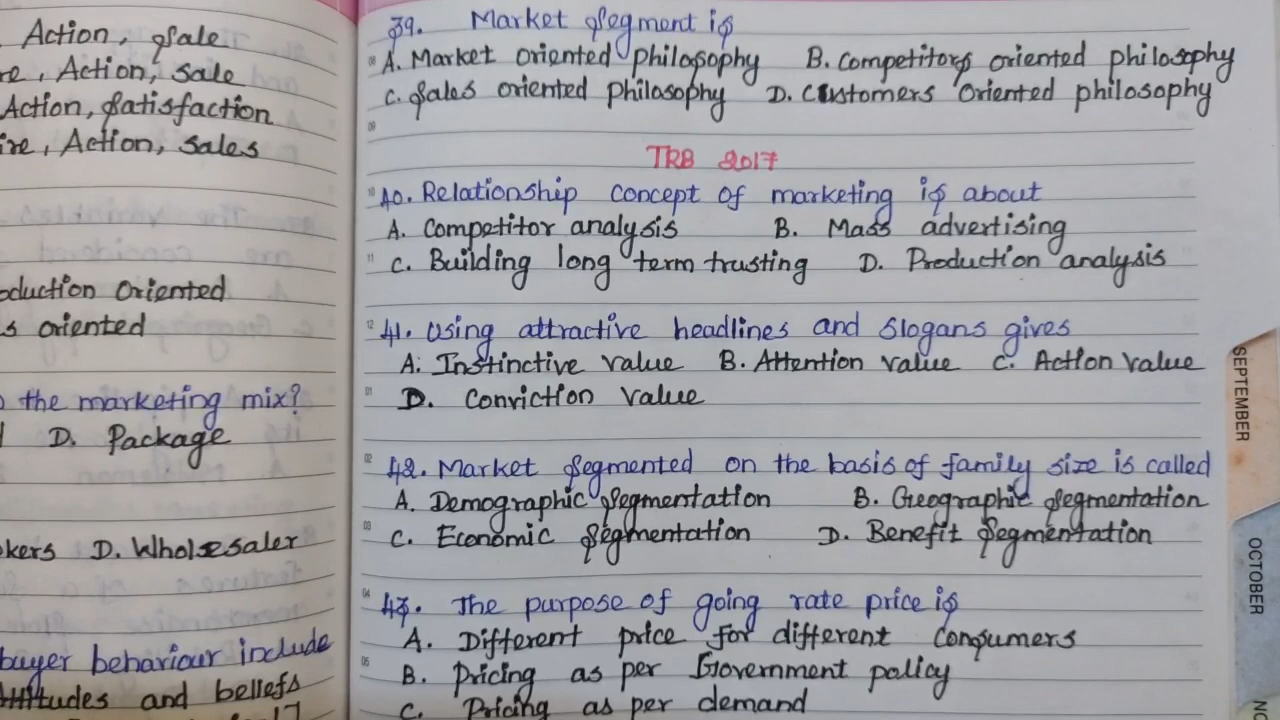 Action, Sale
re, Action, Sale
Action, Satisfaction
ire, Action, Sales
oduction Oriented
s oriented
the marketing mix?
D. Package
kers D. Wholesaler
buyer behaviour include
attitudes and beliefs
39. Market Segment is
A. Market oriented philosophy B. Competitors oriented philosophy
C. Sales oriented philosophy D. Customers Oriented philosophy
TRB 2017
40. Relationship concept of marketing is about
A. Competitor analysis B. Mass advertising
C. Building long term trusting D. Production analysis
41. Using attractive headlines and Slogans gives
A. Instinctive value B. Attention value C. Action value
D. Conviction value
42. Market Segmented on the basis of family size is called
A. Demographic Segmentation B. Geographic Segmentation
C. Economic Segmentation D. Benefit Segmentation
43. The purpose of going rate price is
A. Different price for different Consumers
B. Pricing as per Government policy
C. Pricing as per demand
SEPTEMBER
OCTOBER
NO